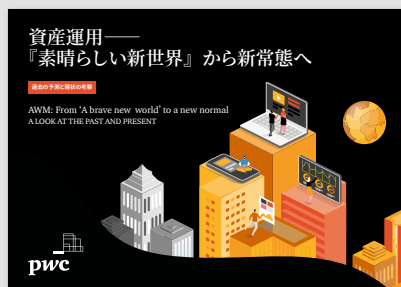 資産運用――
『素晴らしい新世界』から新常態へ
過去の予測と現状の考察
AWM: From ‘A brave new world’ to a new normal
A LOOK AT THE PAST AND PRESENT
pwc